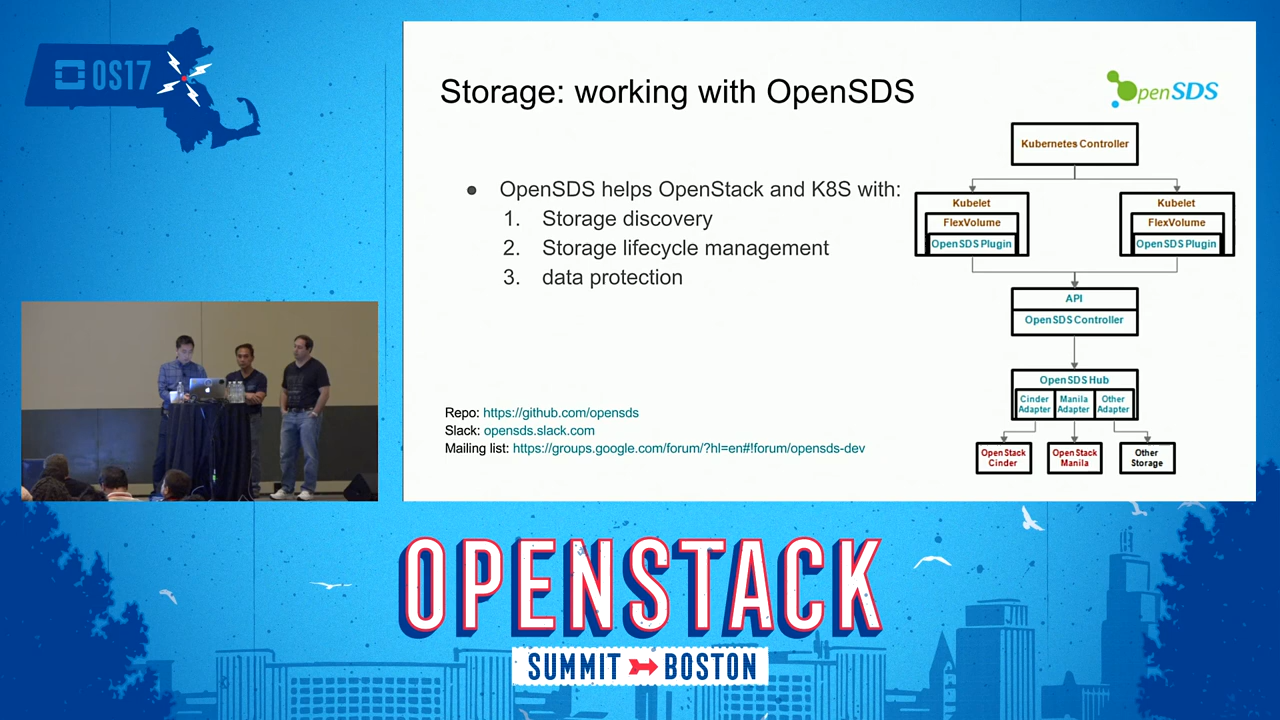 OS17
Storage: working with OpenSDS
OpenSDS
● OpenSDS helps OpenStack and K8S with:
1. Storage discovery
2. Storage lifecycle management
3. data protection
Repo: https://github.com/opensds
Slack: opensds.slack.com
Mailing list: https://groups.google.com/forum/?hl=en#!forum/opensds-dev
Kubernetes Controller
Kubelet
FlexVolume
OpenSDS Plugin
Kubelet
FlexVolume
OpenSDS Plugin
API
OpenSDS Controller
OpenSDS Hub
Cinder
Adapter
Manila
Adapter
Other
Adapter
OpenStack
Cinder
OpenStack
Manila
Other
Storage
OPENSTACK
SUMMIT BOSTON